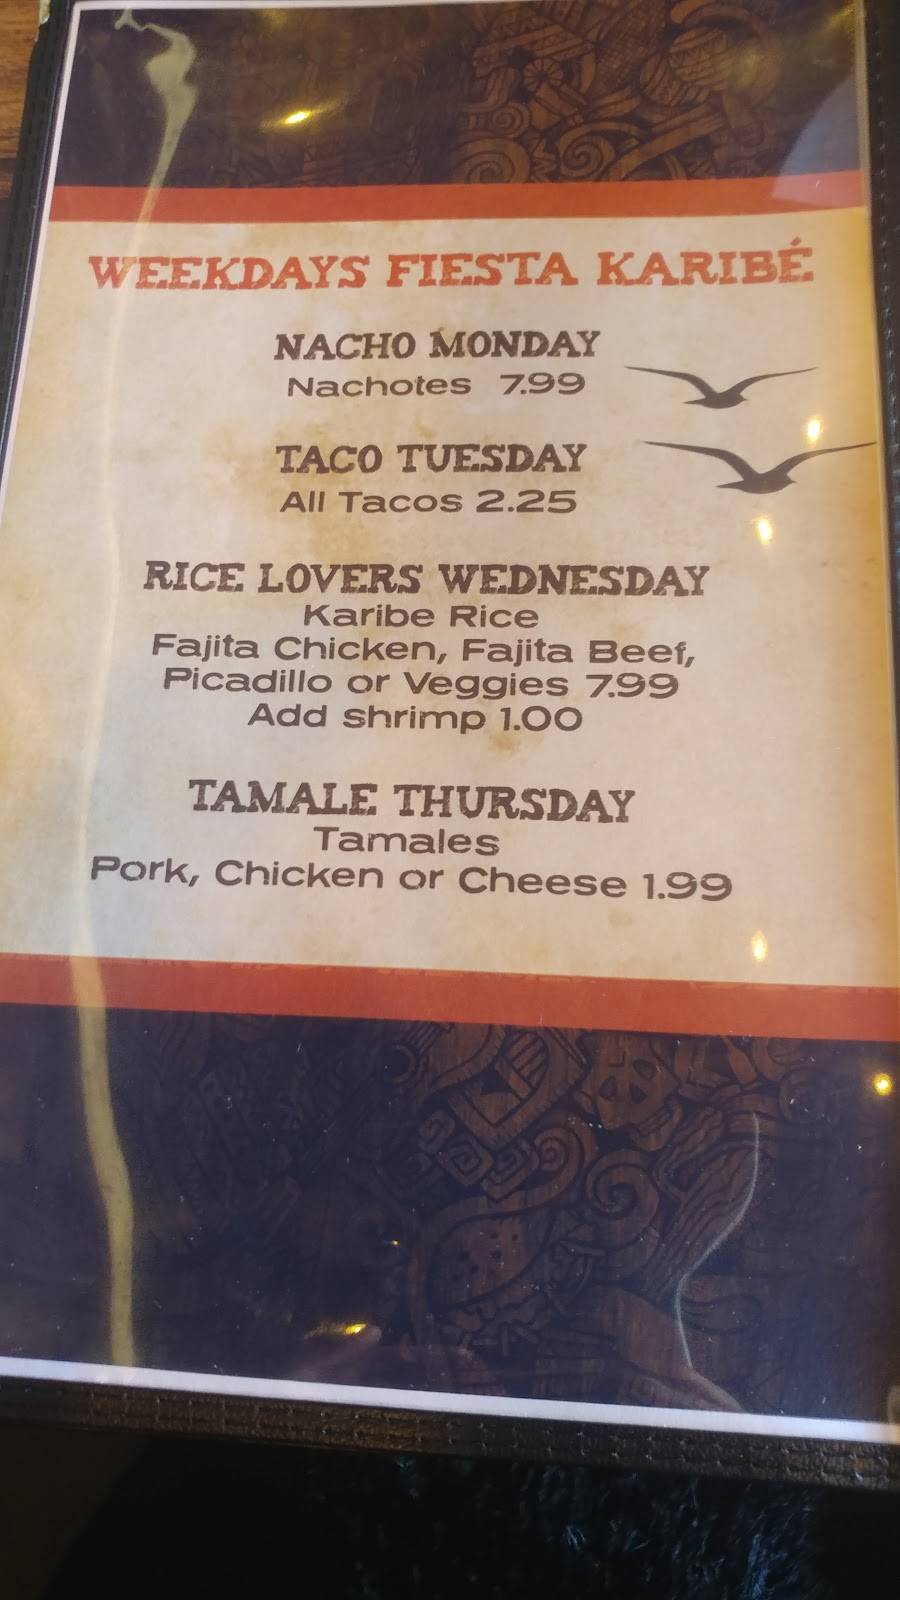 WEEKDAYS FIESTA KARIBÉ
NACHO MONDAY
Nachotes 7.99
TACO TUESDAY
All Tacos 2.25
RICE LOVERS WEDNESDAY
Karibe Rice
Fajita Chicken, Fajita Beef,
Picadillo or Veggies 7.99
Add shrimp 1.00
TAMALE THURSDAY
Tamales
Pork, Chicken or Cheese 1.99